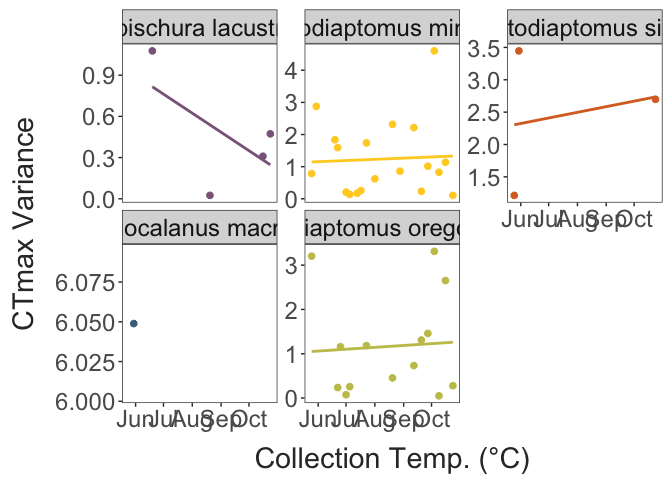 pischura lacustr
odiaptomus min
todiaptomus si
CTmax Variance
0.9
0.6
0.3
0.0
4
3
2
1
0
3.5
3.0
2.5
2.0
1.5
Jun Jul Aug Sep Oct
ocalanus macr
iaptomus orego
6.075
6.050
6.025
6.000
3
2
1
0
Jun Jul Aug Sep Oct
Jun Jul Aug Sep Oct
Collection Temp. (°C)